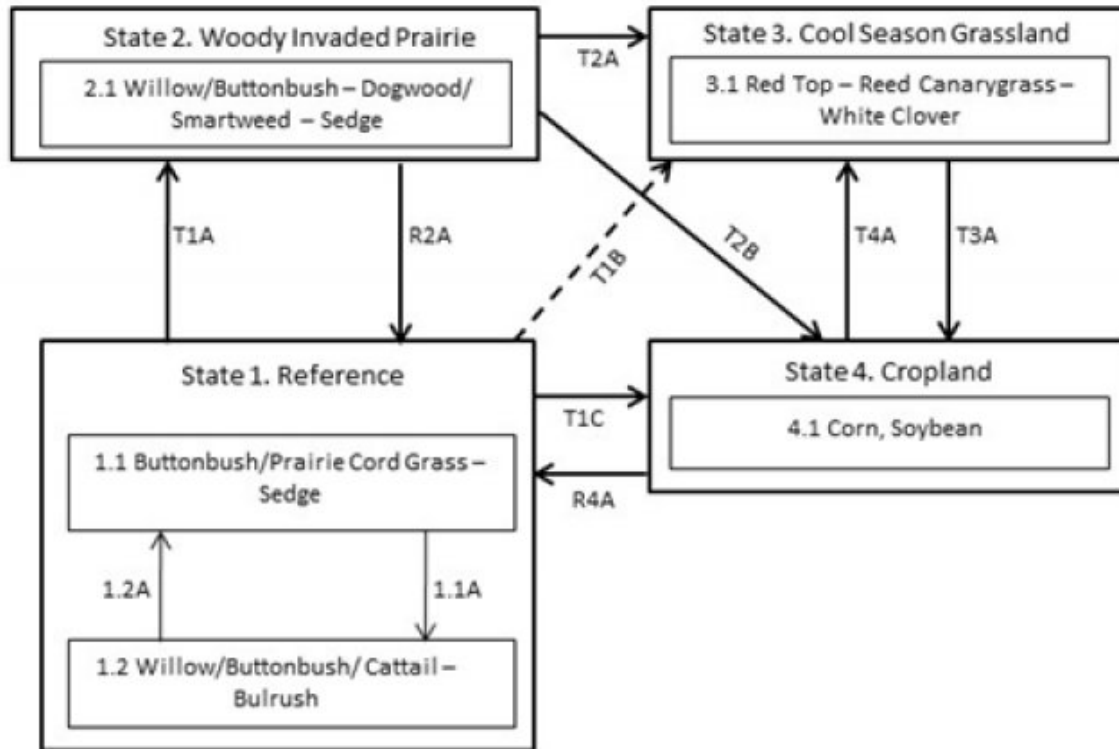 State 2. Woody Invaded Prairie
2.1 Willow/Buttonbush – Dogwood/
Smartweed – Sedge
T2A
State 3. Cool Season Grassland
3.1 Red Top – Reed Canarygrass –
White Clover
T1A
R2A
T1B
T2B
T4A
T3A
State 1. Reference
1.1 Buttonbush/Prairie Cord Grass –
Sedge
1.2A
1.1A
1.2 Willow/Buttonbush/ Cattail –
Bulrush
T1C
R4A
State 4. Cropland
4.1 Corn, Soybean